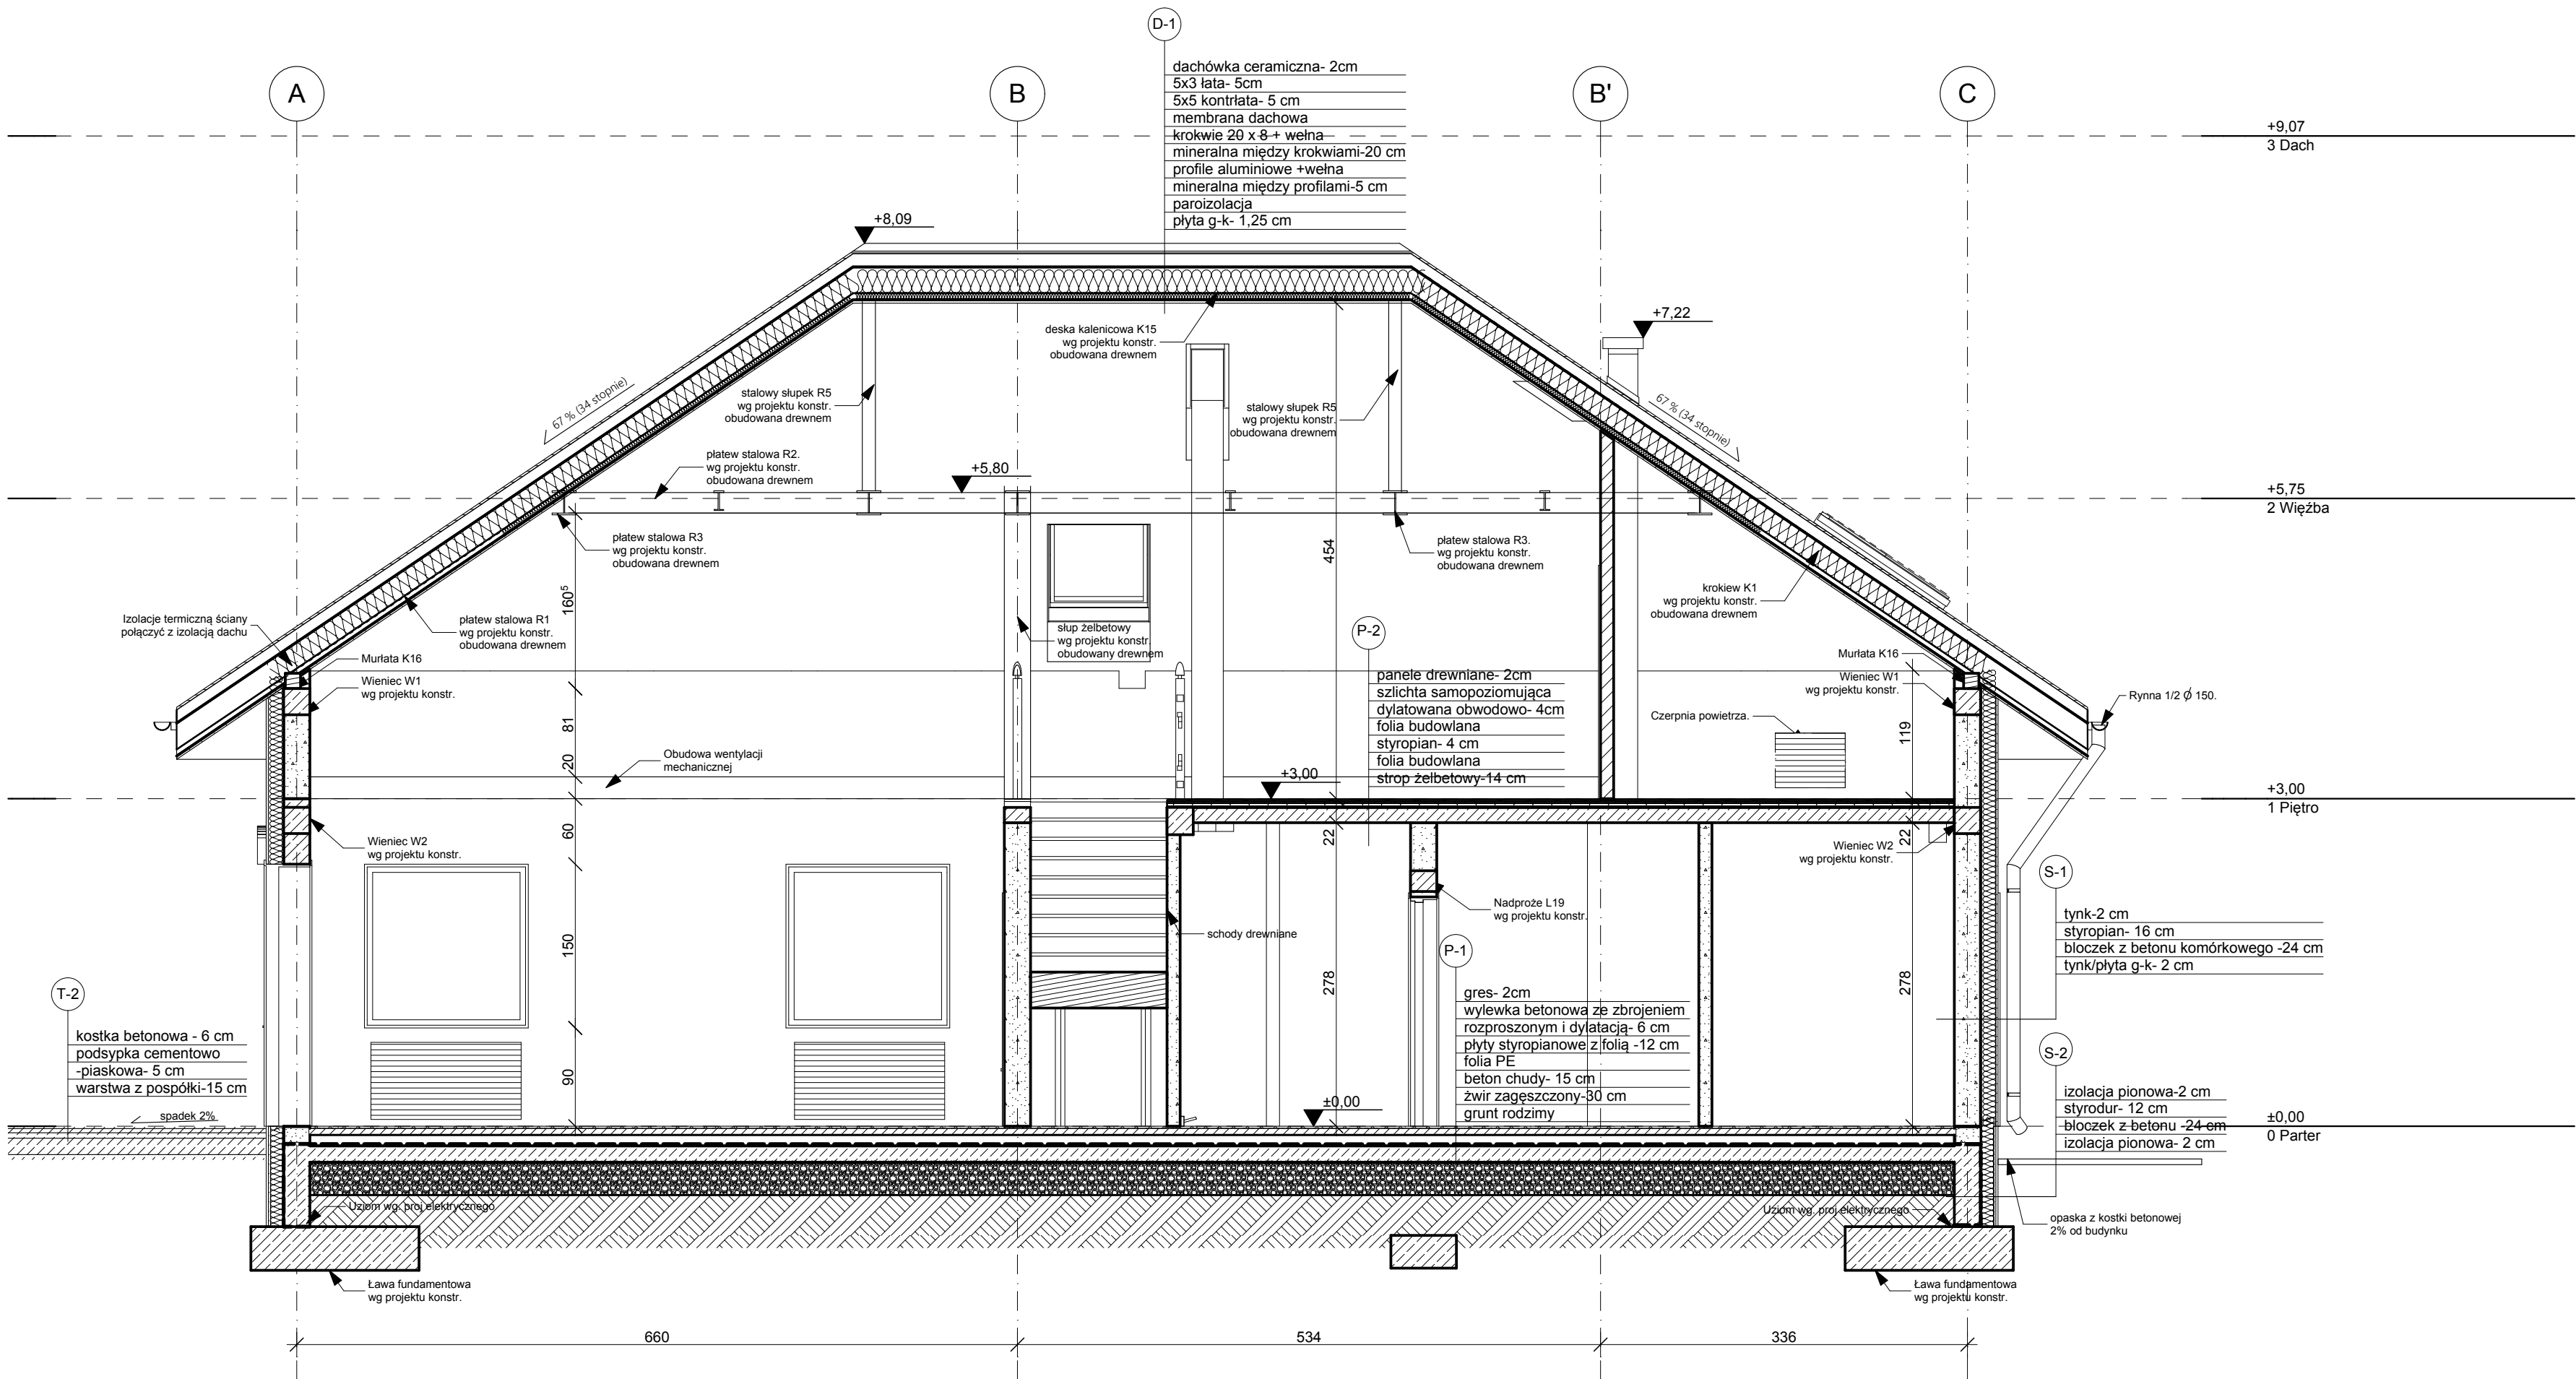 D-1
dachówka ceramiczna- 2cm
5x3 łata- 5cm
5x5 kontrłata- 5 cm
membrana dachowa
krokwie 20 x 8 + wełna
mineralna między krokwiami-20 cm
profile aluminiowe +wełna
mineralna między profilami-5 cm
paroizolacja
płyta g-k- 1,25 cm
A
B
B'
C
+9,07
3 Dach
+8,09
+7,22
deska kalenicowa K15
wg projektu konstr.
obudowana drewnem
67 % (34 stopnie)
67 % (34 stopnie)
stalowy słupek R5
wg projektu konstr.
obudowana drewnem
stalowy słupek R5
wg projektu konstr.
obudowana drewnem
płatew stalowa R2.
wg projektu konstr.
obudowana drewnem
+5,80
+5,75
2 Więźba
płatew stalowa R3
wg projektu konstr.
obudowana drewnem
płatew stalowa R3.
wg projektu konstr.
obudowana drewnem
454
160⁵
krokiew K1
wg projektu konstr.
obudowana drewnem
Izolacje termiczną ściany
połączyć z izolacją dachu
płatew stalowa R1
wg projektu konstr.
obudowana drewnem
słup żelbetowy
wg projektu konstr.
obudowany drewnem
P-2
panele drewniane- 2cm
szlichta samopoziomująca
dylatowana obwodowo- 4cm
folia budowlana
styropian- 4 cm
folia budowlana
strop żelbetowy-14 cm
Murłata K16
Wieniec W1
wg projektu konstr.
Murłata K16
Wieniec W1
wg projektu konstr.
Rynna 1/2 ϕ 150.
Czerpnia powietrza.
81
20
119
Obudowa wentylacji
mechanicznej
+3,00
+3,00
1 Piętro
60
22
22
Wieniec W2
wg projektu konstr.
Wieniec W2
wg projektu konstr.
S-1
tynk-2 cm
styropian- 16 cm
bloczek z betonu komórkowego -24 cm
tynk/płyta g-k- 2 cm
Nadproże L19
wg projektu konstr.
schody drewniane
150
278
278
P-1
gres- 2cm
wylewka betonowa ze zbrojeniem
rozproszonym i dylatacją- 6 cm
płyty styropianowe z folią -12 cm
folia PE
beton chudy- 15 cm
żwir zagęszczony-30 cm
grunt rodzimy
T-2
kostka betonowa - 6 cm
podsypka cementowo
-piaskowa- 5 cm
warstwa z pospółki-15 cm
spadek 2%
90
±0,00
S-2
izolacja pionowa-2 cm
styrodur- 12 cm
bloczek z betonu -24 cm
izolacja pionowa- 2 cm
±0,00
0 Parter
Uziom wg. proj elektrycznego
Uziom wg. proj elektrycznego
opaska z kostki betonowej
2% od budynku
Ława fundamentowa
wg projektu konstr.
Ława fundamentowa
wg projektu konstr.
660
534
336